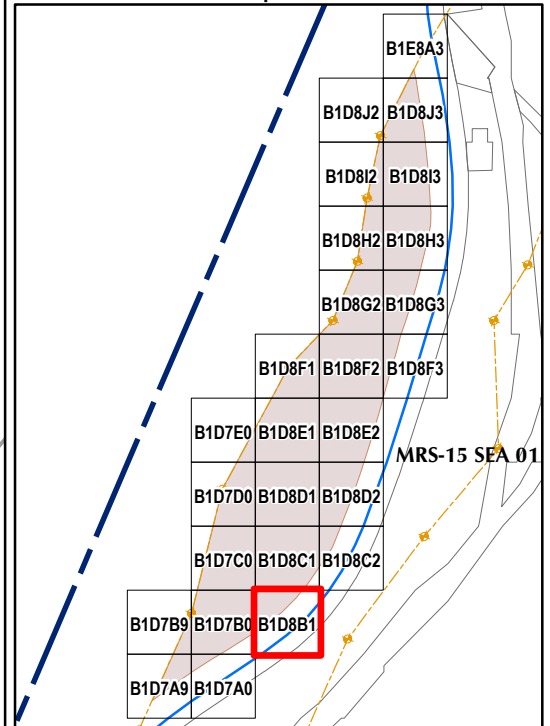 B1E8A3
B1D8J2 B1D8J3
B1D8I2 B1D8I3
B1D8H2 B1D8H3
B1D8G2 B1D8G3
B1D8F1 B1D8F2 B1D8F3
B1D7E0 B1D8E1 B1D8E2
MRS-15 SEA 01
B1D7D0 B1D8D1 B1D8D2
B1D7C0 B1D8C1 B1D8C2
B1D7B9 B1D7B0 B1D8B1
B1D7A9 B1D7A0